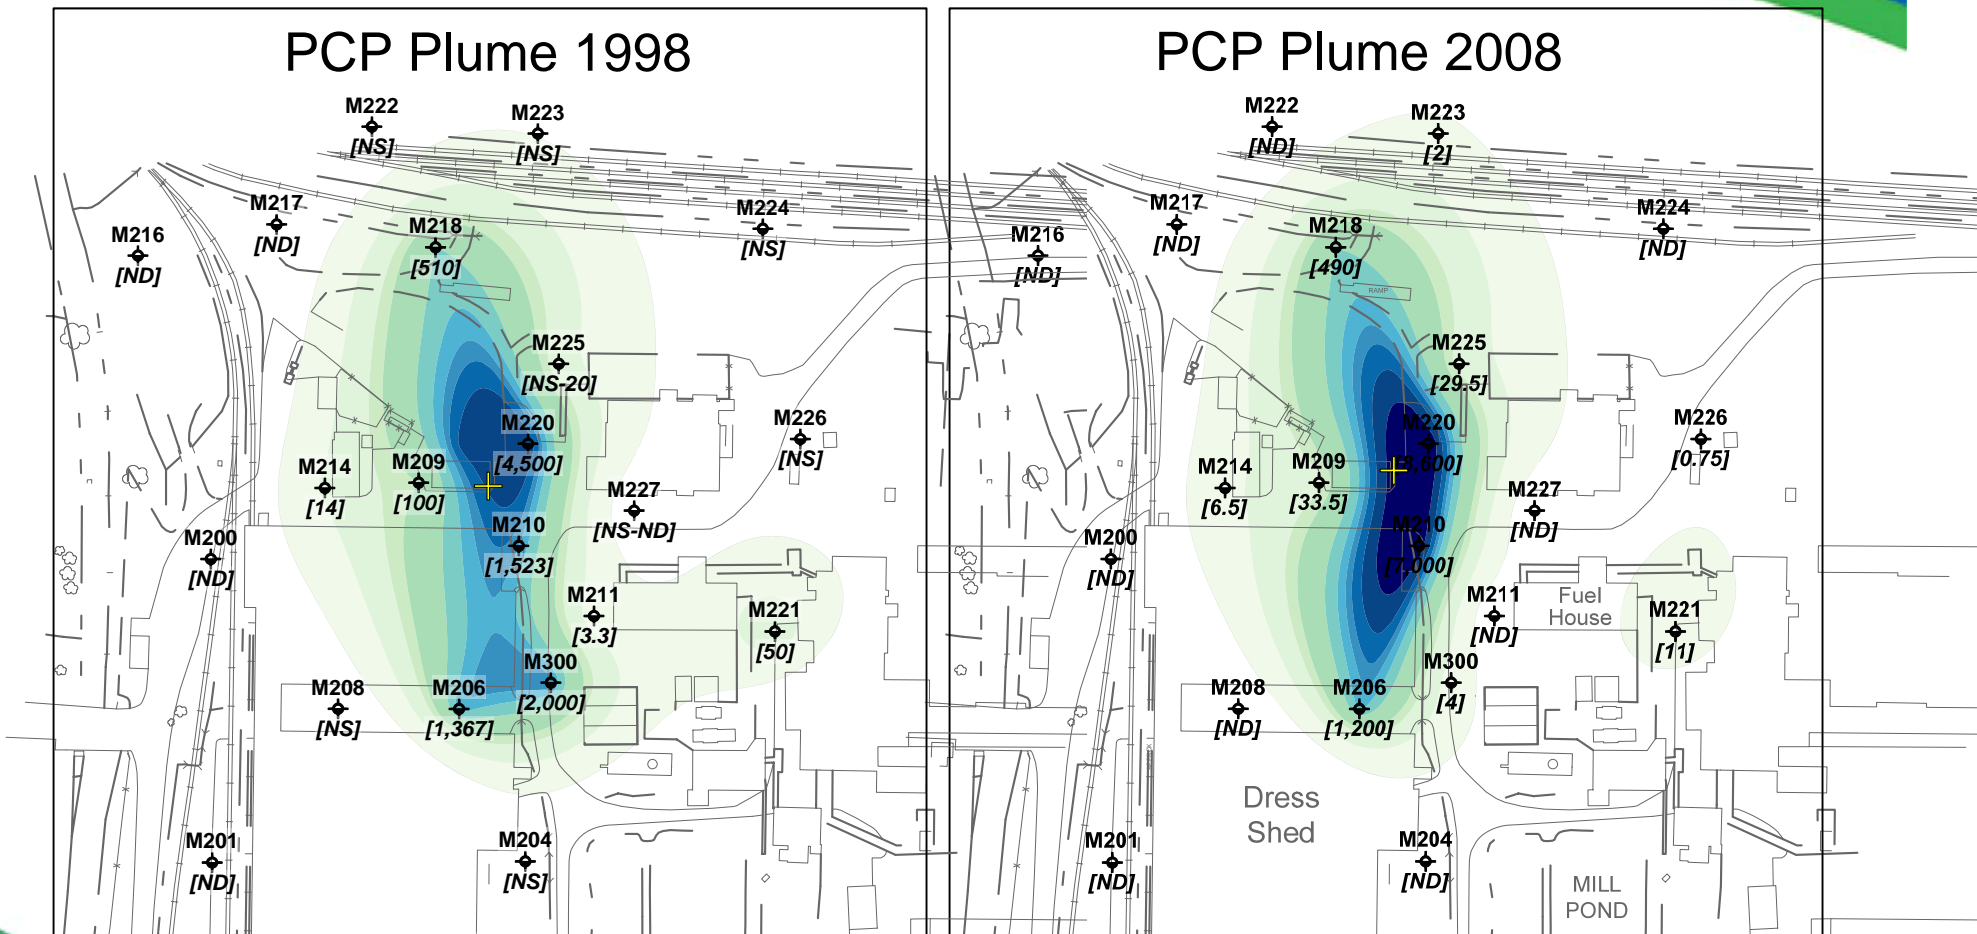 PCP Plume 1998
M222
[NS]
M223
[NS]
M217
[ND]
M218
[510]
M224
[NS]
M216
[ND]
M225
[NS-20]
M220
[4,500]
M226
[NS]
M214
[14]
M209
[100]
M227
[NS-ND]
M210
[1,523]
M200
[ND]
M211
[3.3]
M221
[50]
M300
[2,000]
M208
[NS]
M206
[1,367]
M201
[ND]
M204
[NS]
PCP Plume 2008
M222
[ND]
M223
[2]
M217
[ND]
M218
[490]
M224
[ND]
M216
[ND]
RAMP
M225
[29.5]
M220
[8,600]
M226
[0.75]
M214
[6.5]
M209
[33.5]
M227
[ND]
M210
[7,000]
M200
[ND]
M211
[ND]
Fuel
House
M221
[11]
M300
[4]
M208
[ND]
M206
[1,200]
Dress
Shed
M201
[ND]
M204
[ND]
MILL
POND